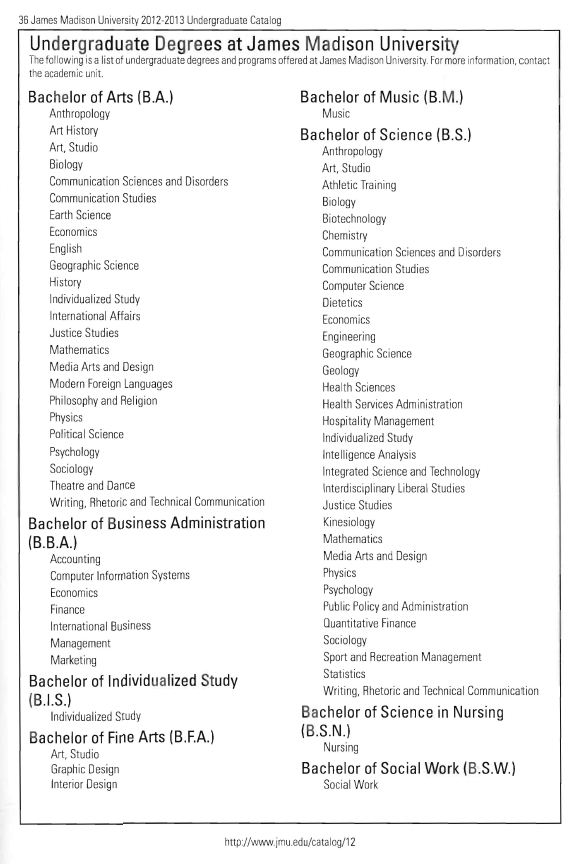 36 James Madison University 2012-2013 Undergraduate Catalog
Undergraduate Degrees at James Madison University
The following is a list of undergraduate degrees and programs offered at James Madison University. For more information, contact
the academic unit.
Bachelor of Arts (B.A.)
Anthropology
Art History
Art, Studio
Biology
Communication Sciences and Disorders
Communication Studies
Earth Science
Economics
English
Geographic Science
History
Individualized Study
International Affairs
Justice Studies
Mathematics
Media Arts and Design
Modern Foreign Languages
Philosophy and Religion
Physics
Political Science
Psychology
Sociology
Theatre and Dance
Writing, Rhetoric and Technical Communication
Bachelor of Business Administration
(B.B.A.)
Accounting
Computer Information Systems
Economics
Finance
International Business
Management
Marketing
Bachelor of Individualized Study
(B.I.S.)
Individualized Study
Bachelor of Fine Arts (B.F.A.)
Art, Studio
Graphic Design
Interior Design
Bachelor of Music (B.M.)
Music
Bachelor of Science (B.S.)
Anthropology
Art, Studio
Athletic Training
Biology
Biotechnology
Chemistry
Communication Sciences and Disorders
Communication Studies
Computer Science
Dietetics
Economics
Engineering
Geographic Science
Geology
Health Sciences
Health Services Administration
Hospitality Management
Individualized Study
Intelligence Analysis
Integrated Science and Technology
Interdisciplinary Liberal Studies
Justice Studies
Kinesiology
Mathematics
Media Arts and Design
Physics
Psychology
Public Policy and Administration
Quantitative Finance
Sociology
Sport and Recreation Management
Statistics
Writing, Rhetoric and Technical Communication
Bachelor of Science in Nursing
(B.S.N.)
Nursing
Bachelor of Social Work (B.S.W.)
Social Work
http://www.jmu.edu/catalog/12